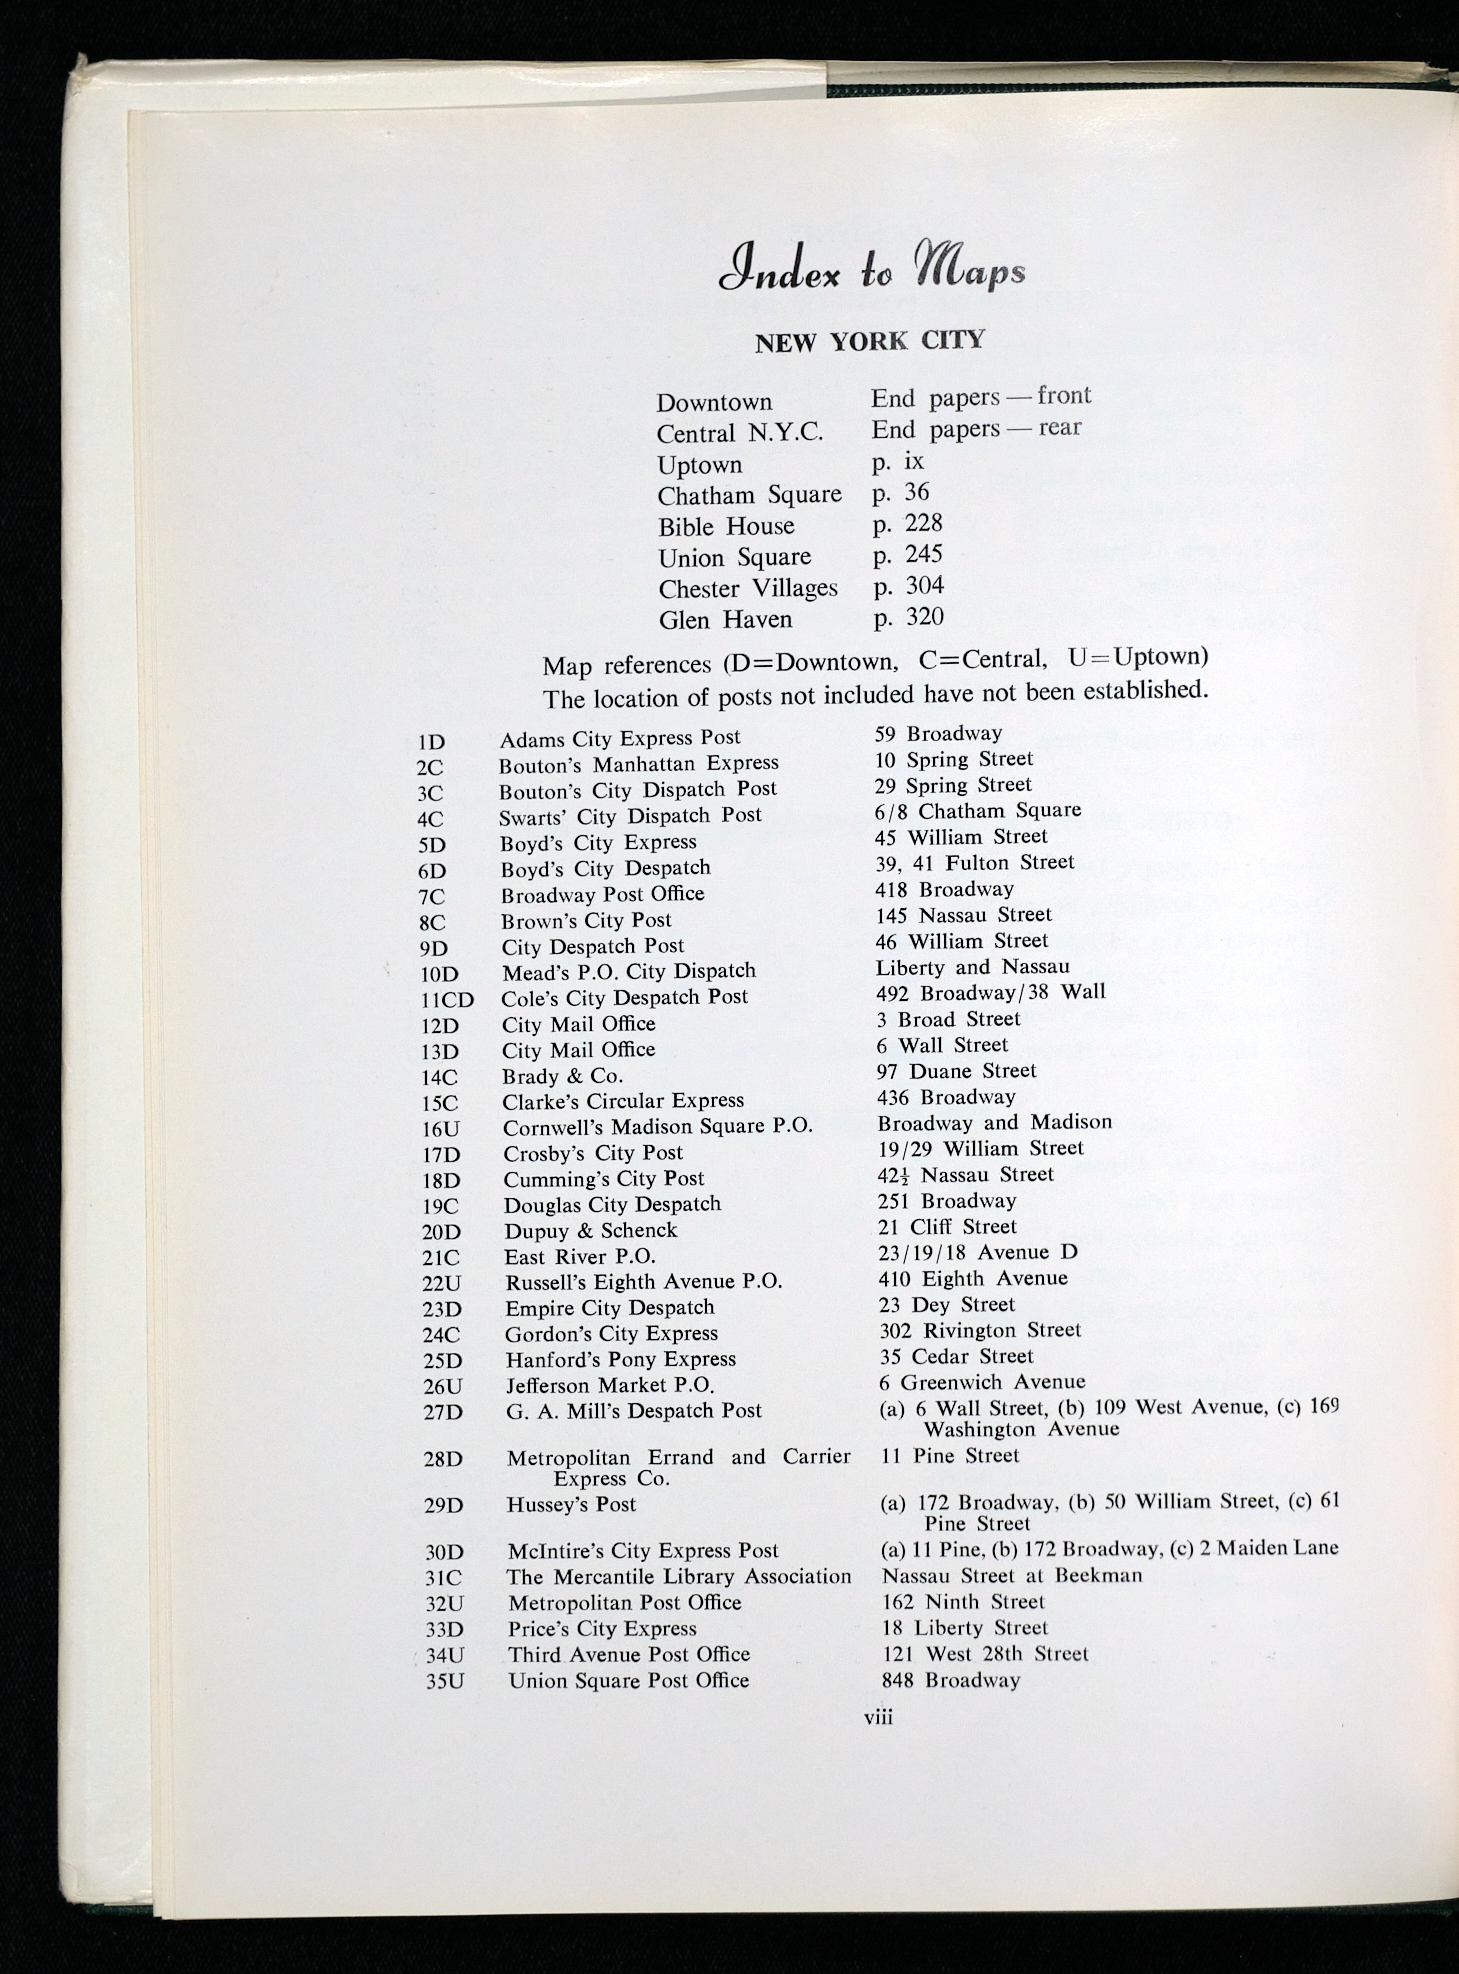 Index to Maps
NEW YORK CITY
Downtown End papers — front
Central N.Y.C. End papers — rear
Uptown p. ix
Chatham Square p. 36
Bible House p. 228
Union Square p. 245
Chester Villages p. 304
Glen Haven p. 320
Map references (D=Downtown, C=Central, U=Uptown)
The location of posts not included have not been established.
1D Adams City Express Post 59 Broadway
2C Bouton's Manhattan Express 10 Spring Street
3C Bouton's City Dispatch Post 29 Spring Street
4C Swarts' City Dispatch Post 6/8 Chatham Square
5D Boyd's City Express 45 William Street
6D Boyd's City Despatch 39, 41 Fulton Street
7C Broadway Post Office 418 Broadway
8C Brown's City Post 145 Nassau Street
9D City Despatch Post 46 William Street
10D Mead's P.O. City Dispatch Liberty and Nassau
11CD Cole's City Despatch Post 492 Broadway/38 Wall
12D City Mail Office 3 Broad Street
13D City Mail Office 6 Wall Street
14C Brady & Co. 97 Duane Street
15C Clarke's Circular Express 436 Broadway
16U Cornwell's Madison Square P.O. Broadway and Madison
17D Crosby's City Post 19/29 William Street
18D Cumming's City Post 42½ Nassau Street
19C Douglas City Despatch 251 Broadway
20D Dupuy & Schenck 21 Cliff Street
21C East River P.O. 23/19/18 Avenue D
22U Russell's Eighth Avenue P.O. 410 Eighth Avenue
23D Empire City Despatch 23 Dey Street
24C Gordon's City Express 302 Rivington Street
25D Hanford's Pony Express 35 Cedar Street
26U Jefferson Market P.O. 6 Greenwich Avenue
27D G. A. Mill's Despatch Post (a) 6 Wall Street, (b) 109 West Avenue, (c) 169
Washington Avenue
28D Metropolitan Errand and Carrier 11 Pine Street
Express Co.
29D Hussey's Post (a) 172 Broadway, (b) 50 William Street, (c) 61
Pine Street
30D McIntire's City Express Post (a) 11 Pine, (b) 172 Broadway, (c) 2 Maiden Lane
31C The Mercantile Library Association Nassau Street at Beekman
32U Metropolitan Post Office 162 Ninth Street
33D Price's City Express 18 Liberty Street
34U Third Avenue Post Office 121 West 28th Street
35U Union Square Post Office 848 Broadway
viii